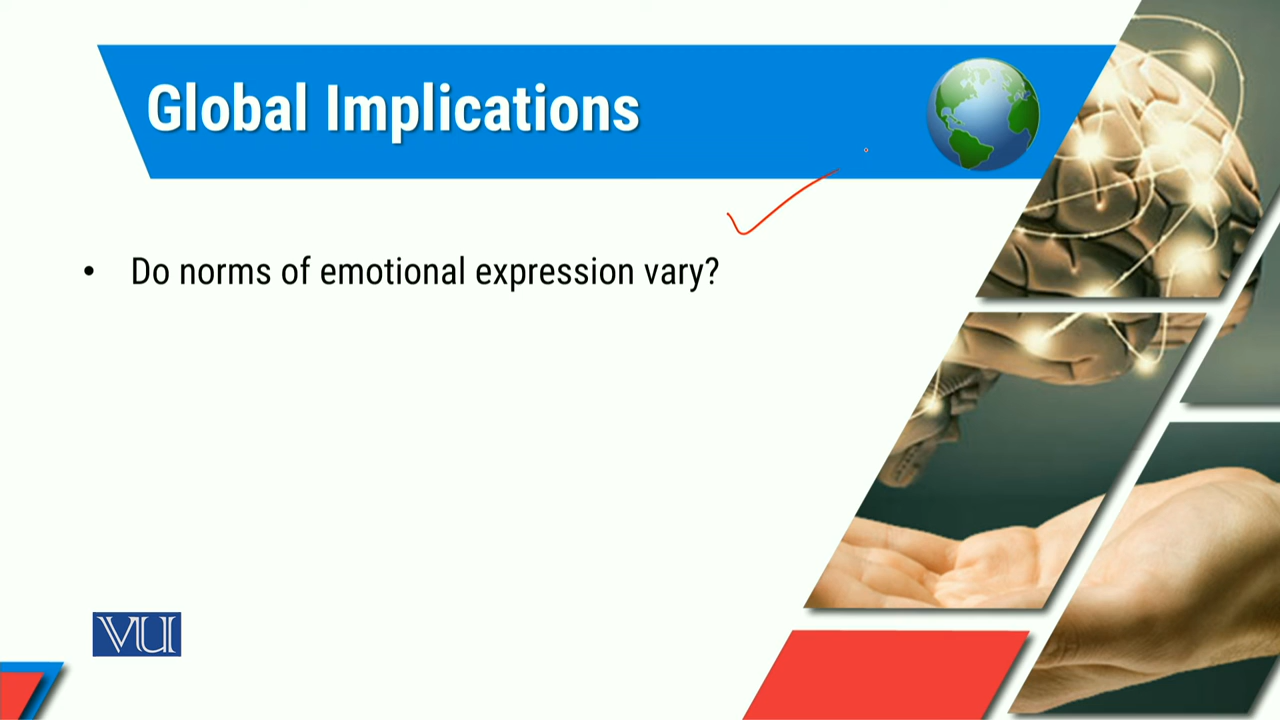 Global Implications
• Do norms of emotional expression vary?
VU